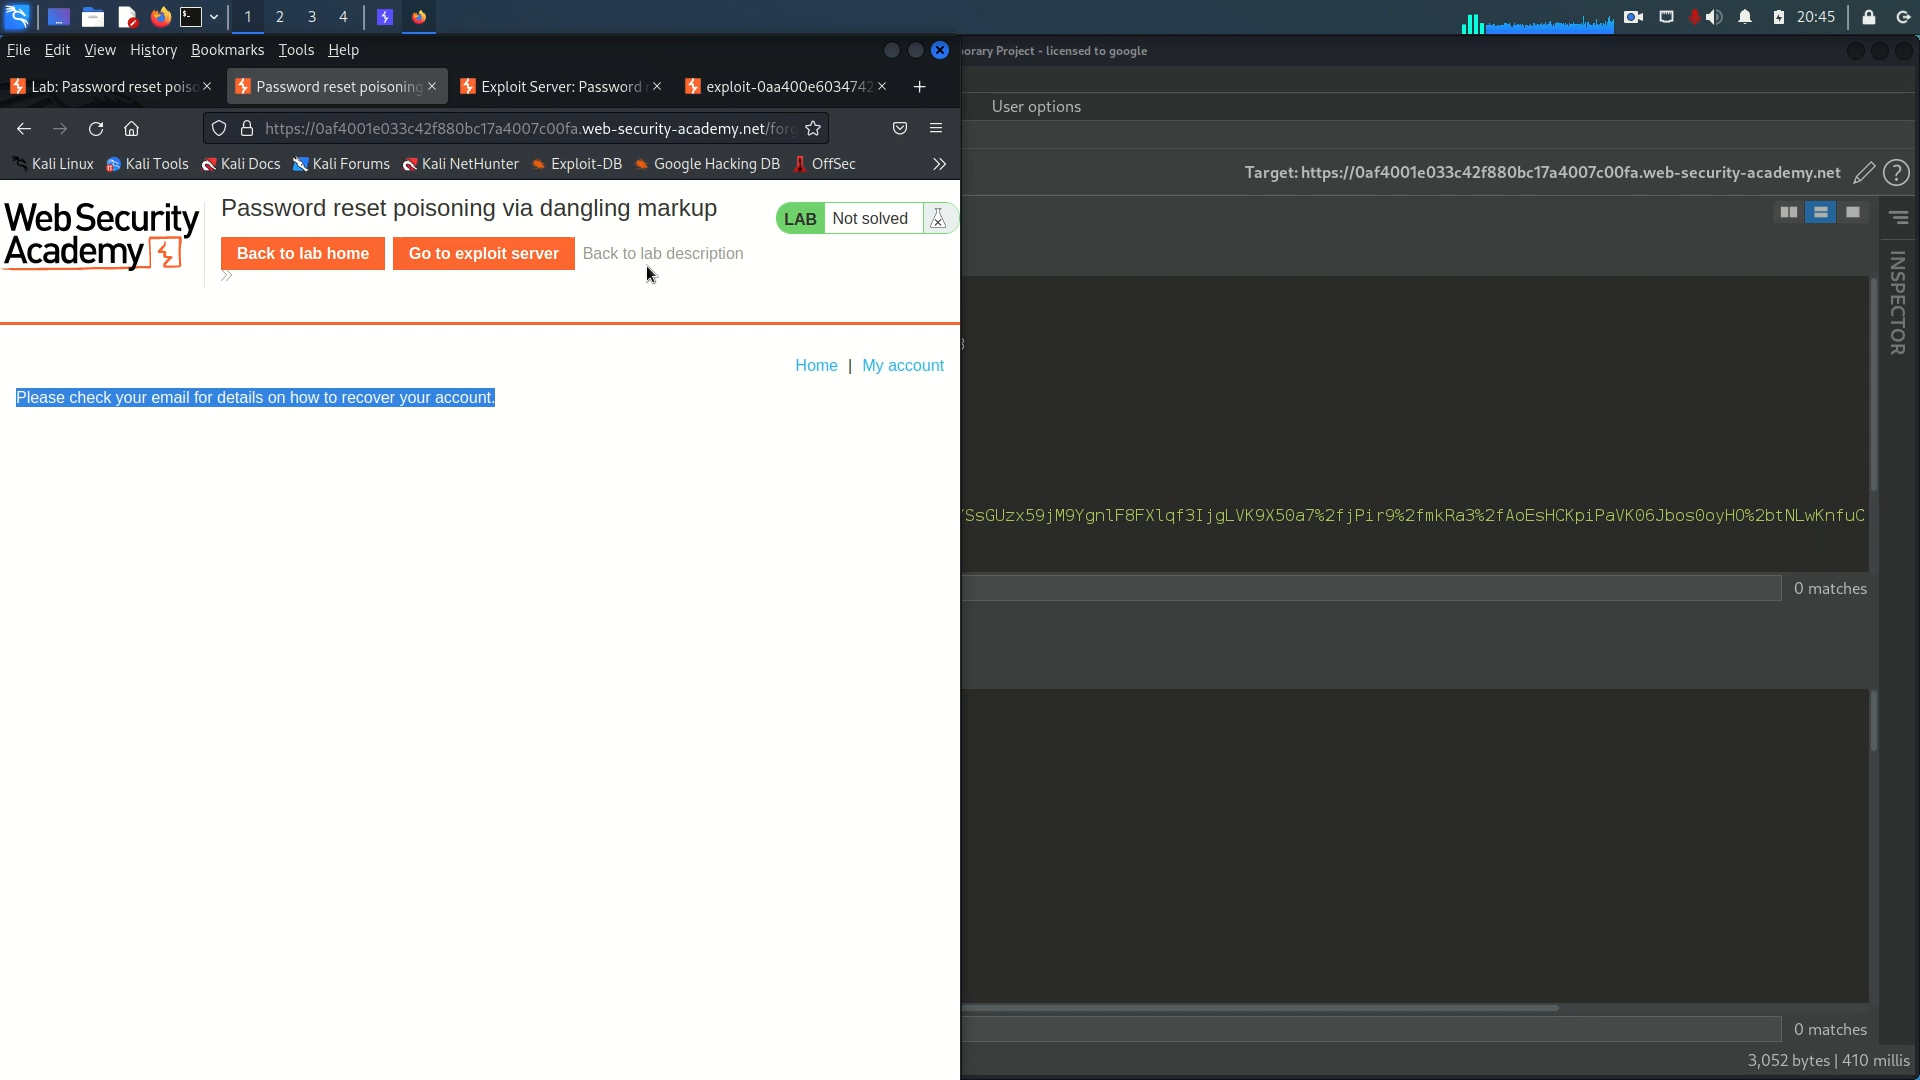 1 2 3 4 20:45
File Edit View History Bookmarks Tools Help
orary Project - licensed to google
Lab: Password reset pois
Password reset poisoning
Exploit Server: Password
exploit-0aa400e6034742
User options
https://0af4001e033c42f880bc17a4007c00fa.web-security-academy.net/for
Kali Linux Kali Tools Kali Docs Kali Forums Kali NetHunter Exploit-DB Google Hacking DB OffSec
Target: https://0af4001e033c42f880bc17a4007c00fa.web-security-academy.net
WebSecurity
Academy
Password reset poisoning via dangling markup
LAB Not solved
Back to lab home Go to exploit server Back to lab description
INSPECTOR
Home | My account
Please check your email for details on how to recover your account.
SsGUzx59jM9YgnlF8FXlqf3IjgLVK9X50a7%2fjPir9%2fmkRa3%2fAoEsHCKpiPaVK06Jbos0oyHO%2btNLwKnfuC
0 matches
0 matches
3,052 bytes | 410 millis